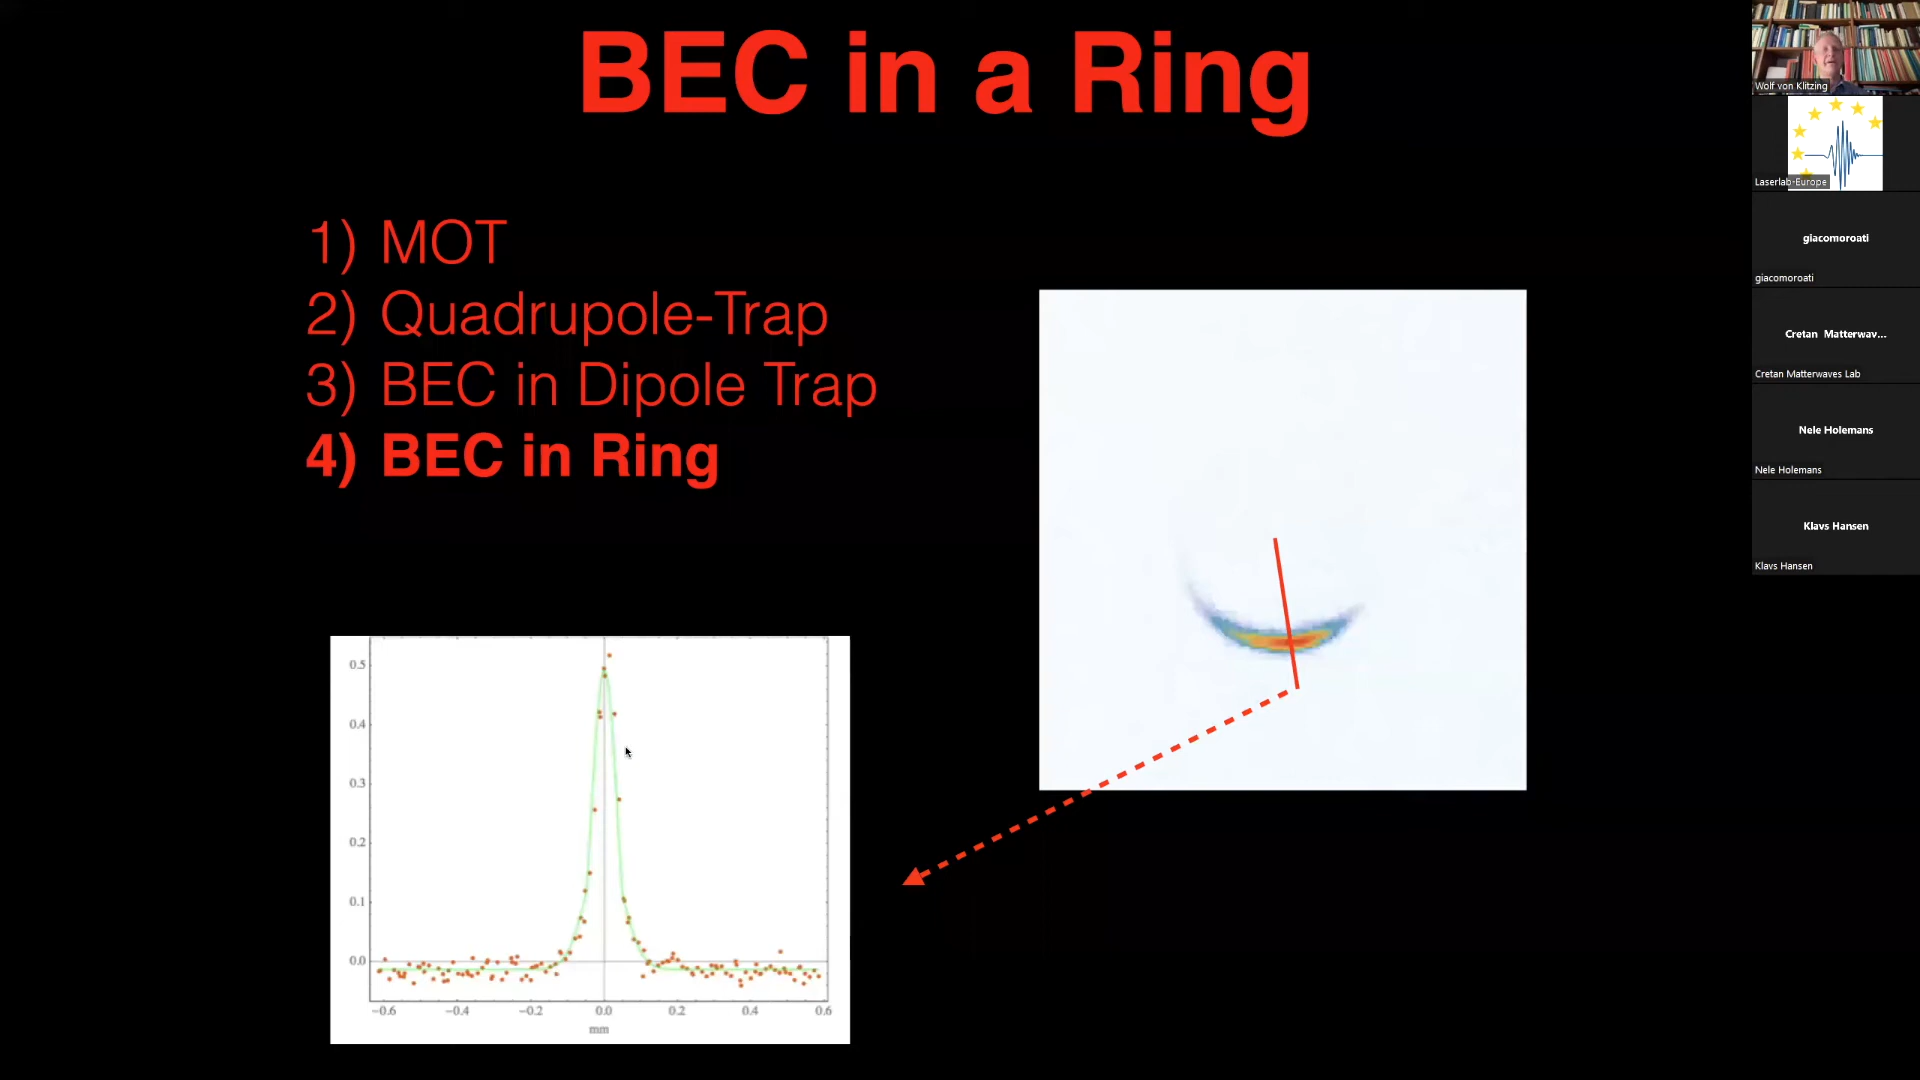 BEC in a Ring
1) MOT
2) Quadrupole-Trap
3) BEC in Dipole Trap
4) BEC in Ring
0.5
0.4
0.3
0.2
0.1
0.0
−0.6 −0.4 −0.2 0.0 0.2 0.4 0.6
mm
Wolf von Klitzing
Laserlab-Europe
giacomoroati
giacomoroati
Cretan Matterwav...
Cretan Matterwaves Lab
Nele Holemans
Nele Holemans
Klavs Hansen
Klavs Hansen